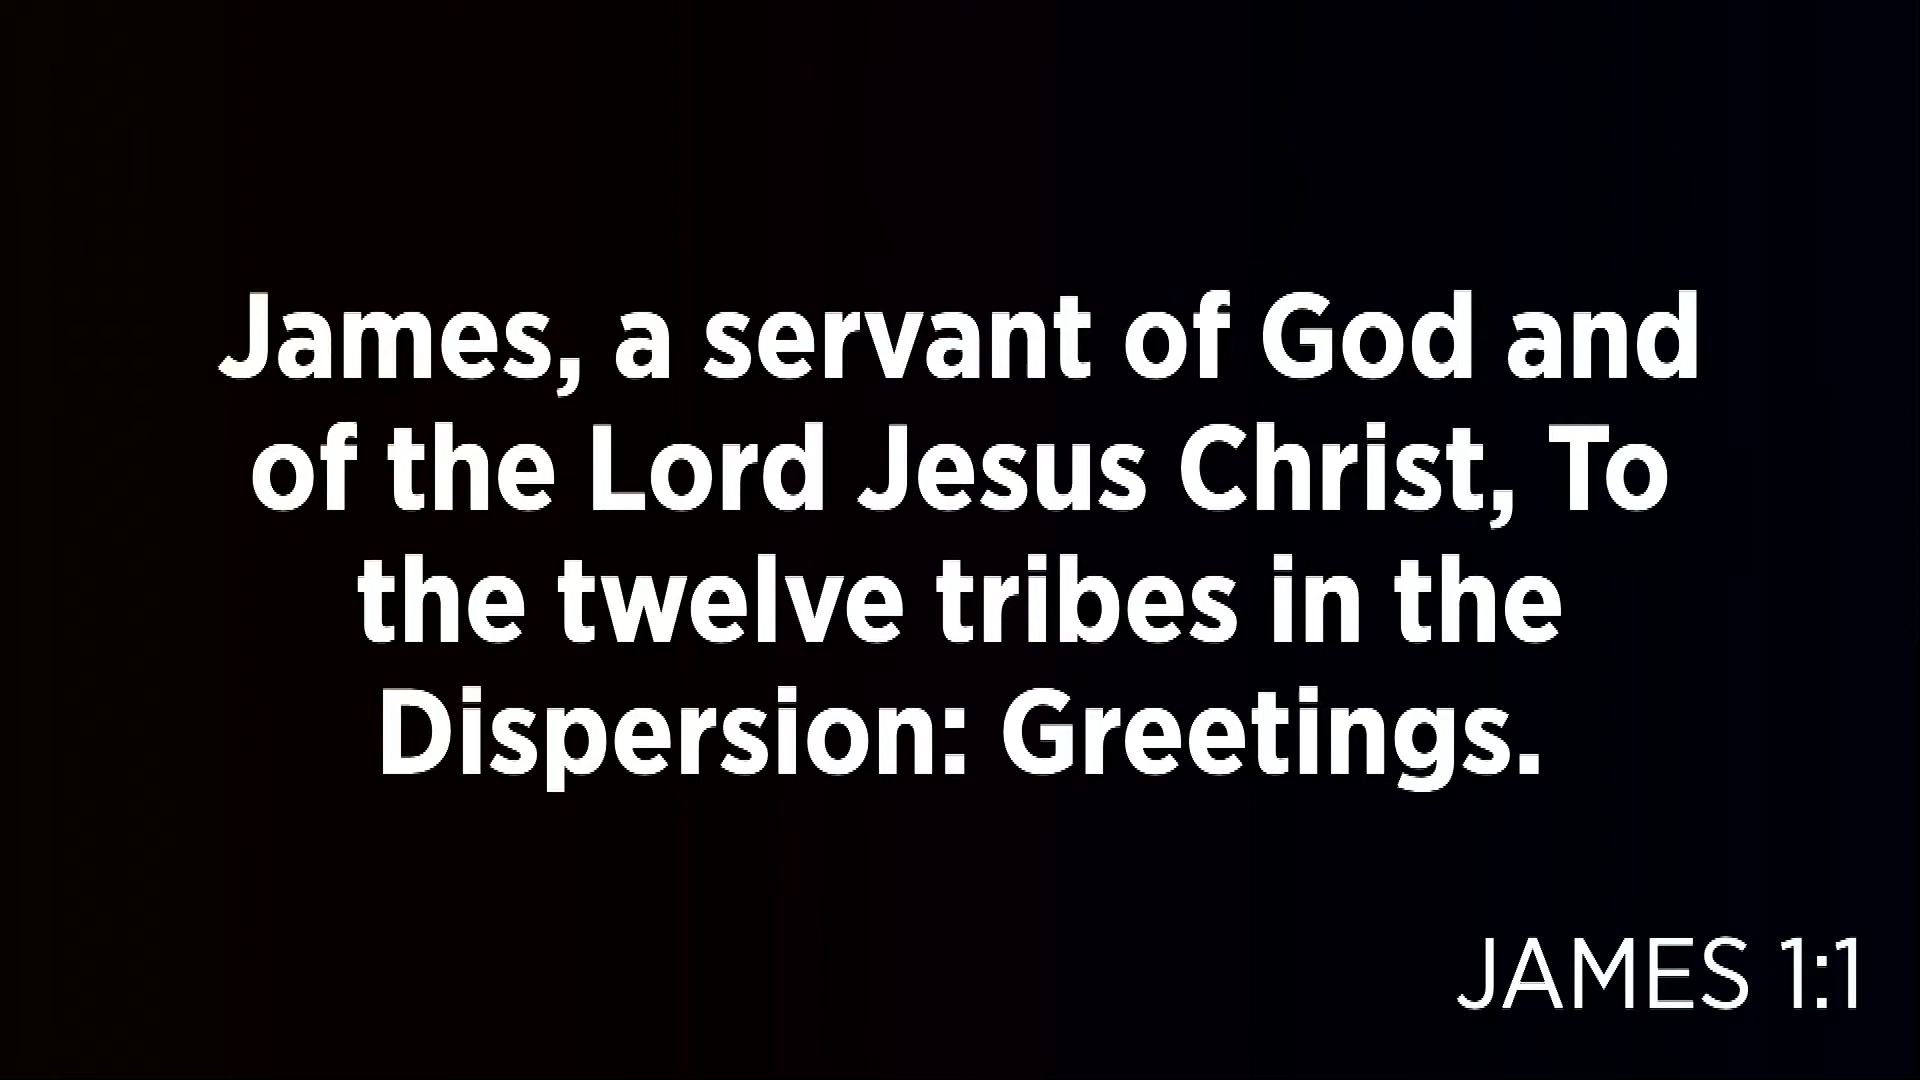 James, a servant of God and
of the Lord Jesus Christ, To
the twelve tribes in the
Dispersion: Greetings.
JAMES 1:1